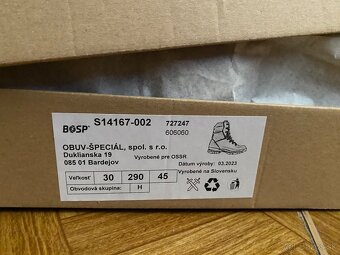 BOSP
S14167-002
727247
606060
OBUV-ŠPECIÁL, spol. s r.o.
Duklianska 19
085 01 Bardejov
Vyrobené pre OSSR
Dátum výroby: 03.2023
Vyrobené na Slovensku
Veľkosť 30 290 45
Obvodová skupina: H